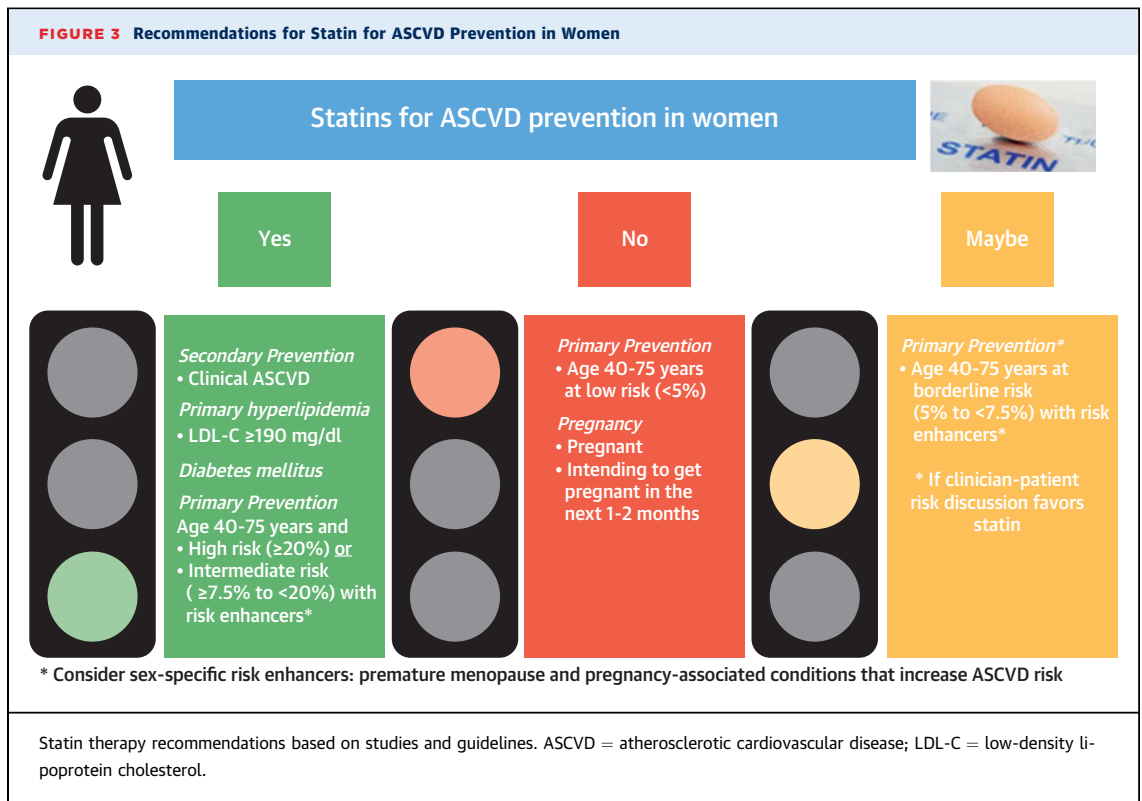 FIGURE 3 Recommendations for Statin for ASCVD Prevention in Women
Statins for ASCVD prevention in women
STATIN
Yes
No
Maybe
Secondary Prevention
• Clinical ASCVD
Primary hyperlipidemia
• LDL-C ≥190 mg/dl
Diabetes mellitus
Primary Prevention
Age 40-75 years and
• High risk (≥20%) or
• Intermediate risk
( ≥7.5% to <20%) with
risk enhancers*
Primary Prevention
• Age 40-75 years
at low risk (<5%)
Pregnancy
• Pregnant
• Intending to get
pregnant in the
next 1-2 months
Primary Prevention*
• Age 40-75 years at
borderline risk
(5% to <7.5%) with risk
enhancers*
* If clinician-patient
risk discussion favors
statin
* Consider sex-specific risk enhancers: premature menopause and pregnancy-associated conditions that increase ASCVD risk
Statin therapy recommendations based on studies and guidelines. ASCVD = atherosclerotic cardiovascular disease; LDL-C = low-density li-
poprotein cholesterol.